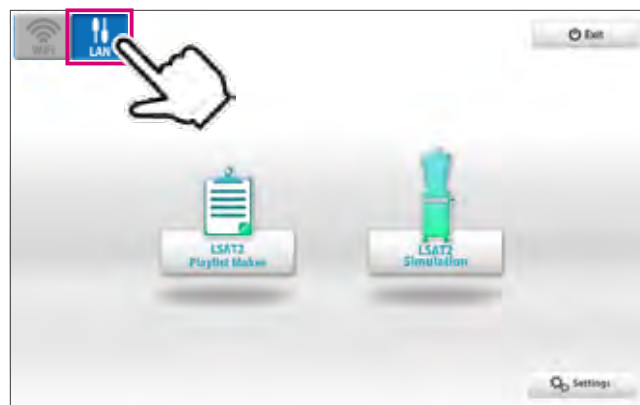 WiFi
LAN
Exit
LSAT2
Playlist Maker
LSAT2
Simulation
Settings